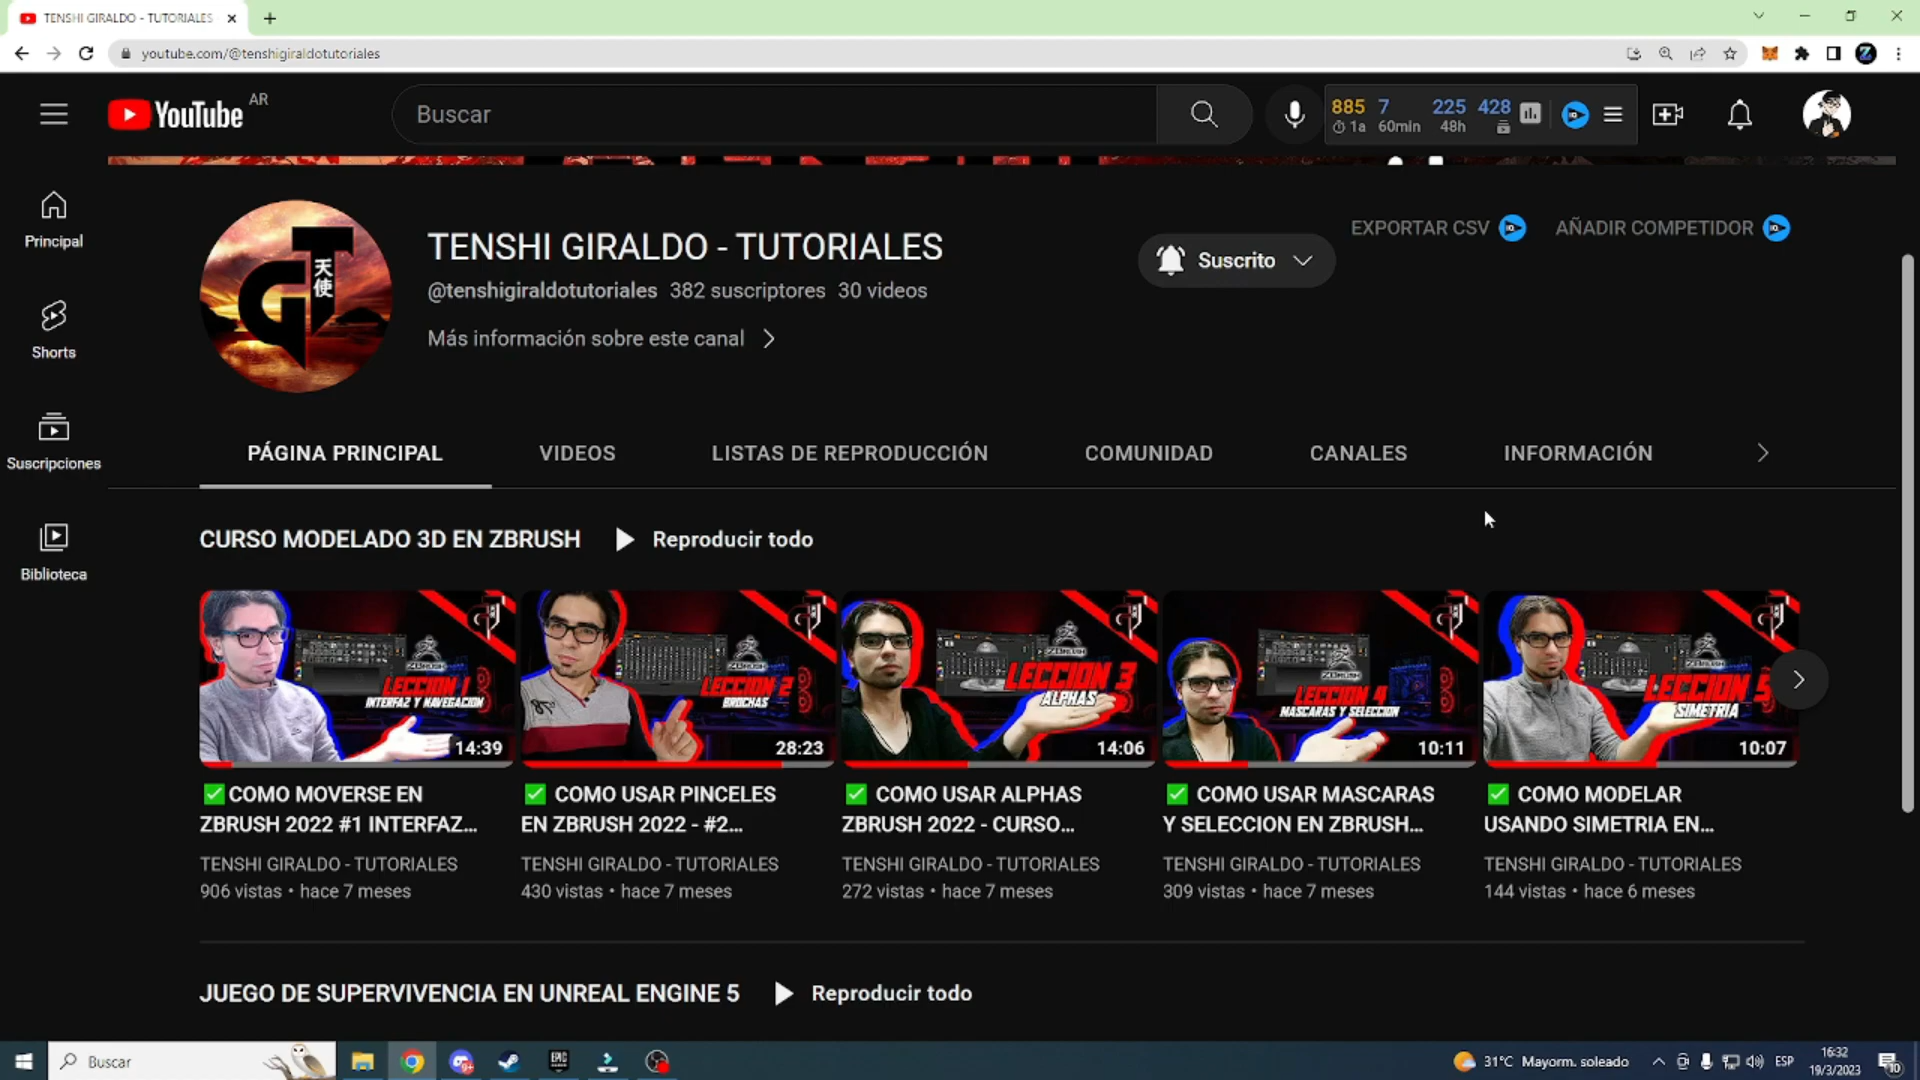 TENSHI GIRALDO - TUTORIALES
youtube.com/@tenshigiraldotutoriales
YouTube AR
Buscar
885 7 225 428
1a 60min 48h
Principal
Shorts
Suscripciones
Biblioteca
天使
TENSHI GIRALDO - TUTORIALES
@tenshigiraldotutoriales 382 suscriptores 30 videos
Más información sobre este canal
Suscrito
EXPORTAR CSV
AÑADIR COMPETIDOR
PÁGINA PRINCIPAL VIDEOS LISTAS DE REPRODUCCIÓN COMUNIDAD CANALES INFORMACIÓN
CURSO MODELADO 3D EN ZBRUSH Reproducir todo
ZBRUSH
LECCION 1
INTERFAZ Y NAVEGACION
14:39
✅COMO MOVERSE EN
ZBRUSH 2022 #1 INTERFAZ...
TENSHI GIRALDO - TUTORIALES
906 vistas • hace 7 meses
ZBRUSH
LECCION 2
BROCHAS
28:23
✅ COMO USAR PINCELES
EN ZBRUSH 2022 - #2...
TENSHI GIRALDO - TUTORIALES
430 vistas • hace 7 meses
ZBRUSH
LECCION 3
ALPHAS
14:06
✅ COMO USAR ALPHAS
ZBRUSH 2022 - CURSO...
TENSHI GIRALDO - TUTORIALES
272 vistas • hace 7 meses
ZBRUSH
LECCION 4
MASCARAS Y SELECCION
10:11
✅ COMO USAR MASCARAS
Y SELECCION EN ZBRUSH...
TENSHI GIRALDO - TUTORIALES
309 vistas • hace 7 meses
ZBRUSH
LECCION 5
SIMETRIA
10:07
✅ COMO MODELAR
USANDO SIMETRIA EN...
TENSHI GIRALDO - TUTORIALES
144 vistas • hace 6 meses
JUEGO DE SUPERVIVENCIA EN UNREAL ENGINE 5 Reproducir todo
Buscar
EPIC
31°C Mayorm. soleado
ESP
16:32
19/3/2023
10